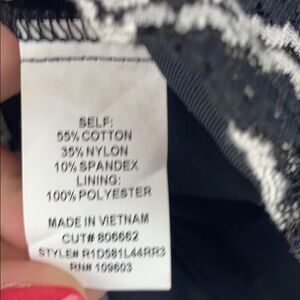 SELF:
55% COTTON
35% NYLON
10% SPANDEX
LINING:
100% POLYESTER
MADE IN VIETNAM
CUT# 806662
STYLE# R1D581L44RR3
RN# 109603